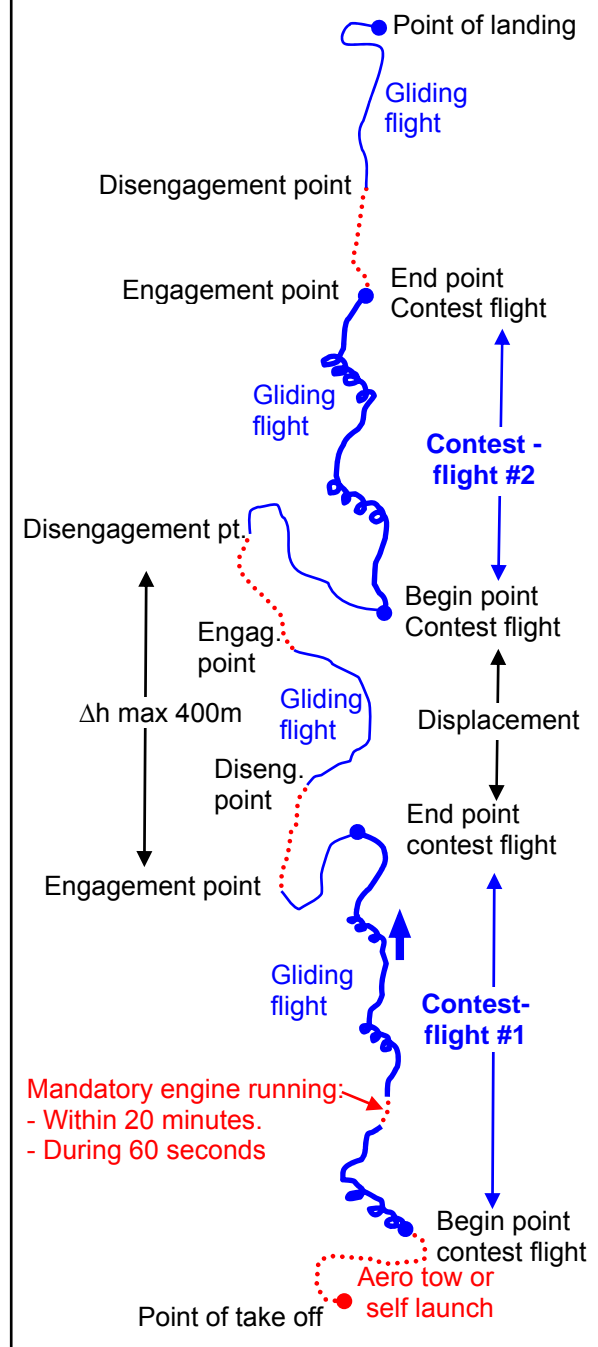 Point of landing
Gliding
flight
Disengagement point
Engagement point
End point
Contest flight
Gliding
flight
Contest -
flight #2
Disengagement pt.
Begin point
Contest flight
Engag.
point
Gliding
flight
Δh max 400m
Displacement
Diseng.
point
End point
contest flight
Engagement point
Gliding
flight
Contest-
flight #1
Mandatory engine running:
- Within 20 minutes.
- During 60 seconds
Begin point
contest flight
Aero tow or
self launch
Point of take off